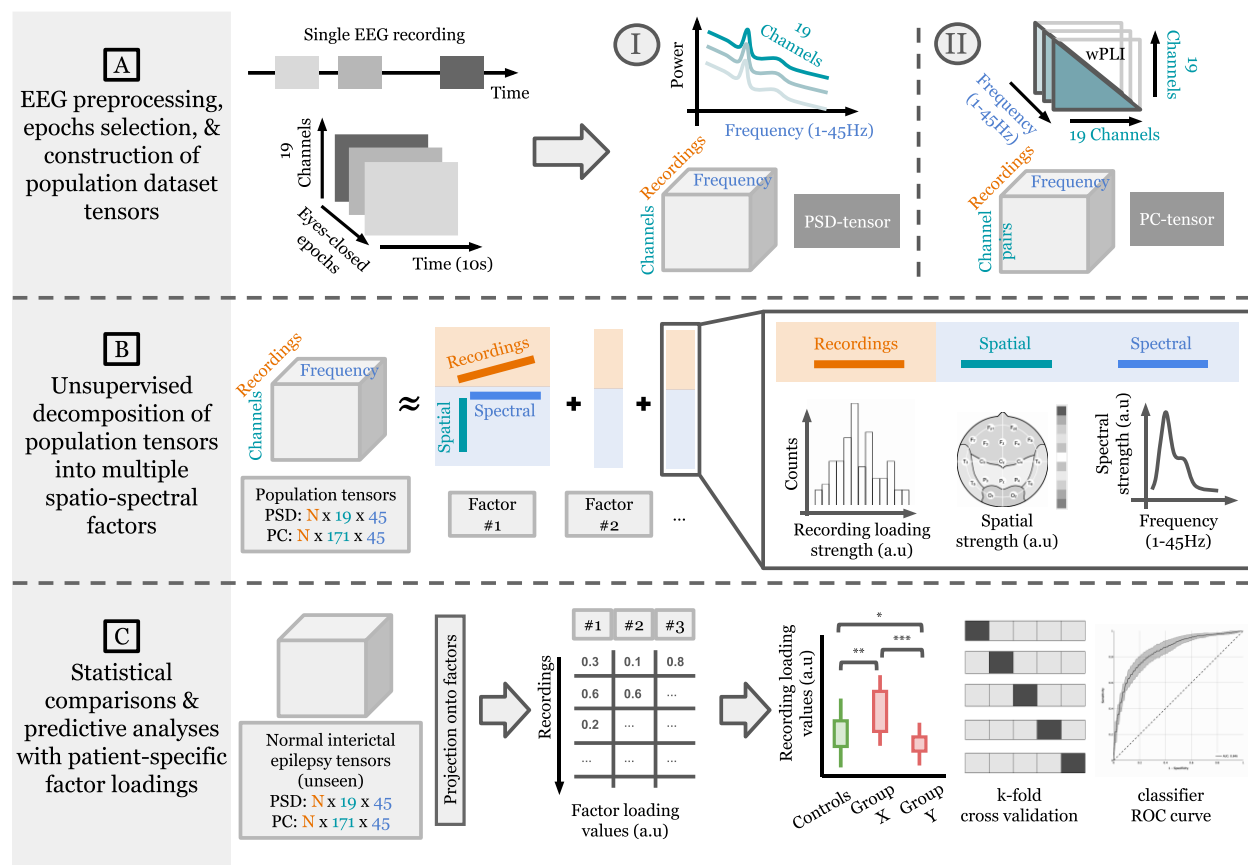 A
EEG preprocessing,
epochs selection, &
construction of
population dataset
tensors
Single EEG recording
Time
19
Channels
Eyes-closed
epochs
Time (10s)
I
Power
19
Channels
Frequency (1-45Hz)
Recordings
Frequency
Channels
PSD-tensor
II
wPLI
19
Channels
Frequency
(1-45Hz)
19 Channels
Recordings
Frequency
Channel
pairs
PC-tensor
B
Unsupervised
decomposition of
population tensors
into multiple
spatio-spectral
factors
Recordings
Frequency
Channels
Population tensors
PSD: N x 19 x 45
PC: N x 171 x 45
≈
Recordings
Spectral
Spatial
+
+
Factor
#1
Factor
#2
...
Recordings
Spatial
Spectral
Counts
Recording loading
strength (a.u)
Spatial
strength (a.u)
Spectral
strength (a.u)
Frequency
(1-45Hz)
C
Statistical
comparisons &
predictive analyses
with patient-specific
factor loadings
Normal interictal
epilepsy tensors
(unseen)
PSD: N x 19 x 45
PC: N x 171 x 45
Projection onto factors
Recordings
#1 #2 #3
0.3 0.1 0.8
0.6 0.6 ...
0.2 ... ...
... ... ...
... ... ...
Factor loading
values (a.u)
Recording loading
values (a.u)
*
** ***
Controls
Group
X
Group
Y
k-fold
cross validation
classifier
ROC curve